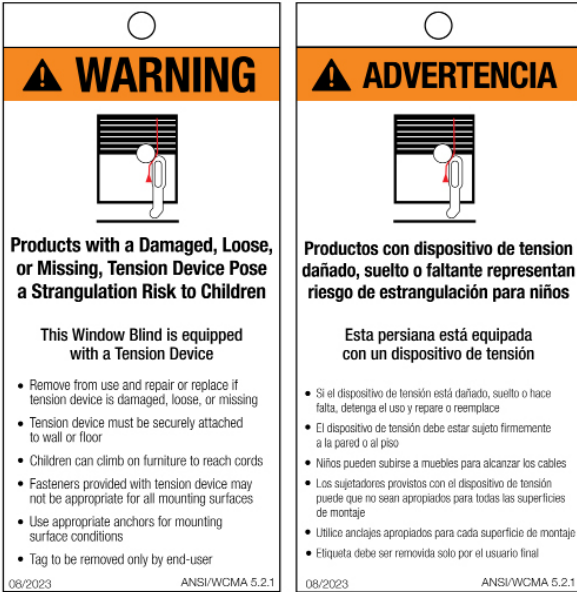 WARNING
Products with a Damaged, Loose,
or Missing, Tension Device Pose
a Strangulation Risk to Children
This Window Blind is equipped
with a Tension Device
• Remove from use and repair or replace if
tension device is damaged, loose, or missing
• Tension device must be securely attached
to wall or floor
• Children can climb on furniture to reach cords
• Fasteners provided with tension device may
not be appropriate for all mounting surfaces
• Use appropriate anchors for mounting
surface conditions
• Tag to be removed only by end-user
08/2023 ANSI/WCMA 5.2.1
ADVERTENCIA
Productos con dispositivo de tension
dañado, suelto o faltante representan
riesgo de estrangulación para niños
Esta persiana está equipada
con un dispositivo de tensión
• Si el dispositivo de tensión está dañado, suelto o hace
falta, detenga el uso y repare o reemplace
• El dispositivo de tensión debe estar sujeto firmemente
a la pared o al piso
• Niños pueden subirse a muebles para alcanzar los cables
• Los sujetadores provistos con el dispositivo de tensión
puede que no sean apropiados para todas las superficies
de montaje
• Utilice anclajes apropiados para cada superficie de montaje
• Etiqueta debe ser removida solo por el usuario final
08/2023 ANSI/WCMA 5.2.1